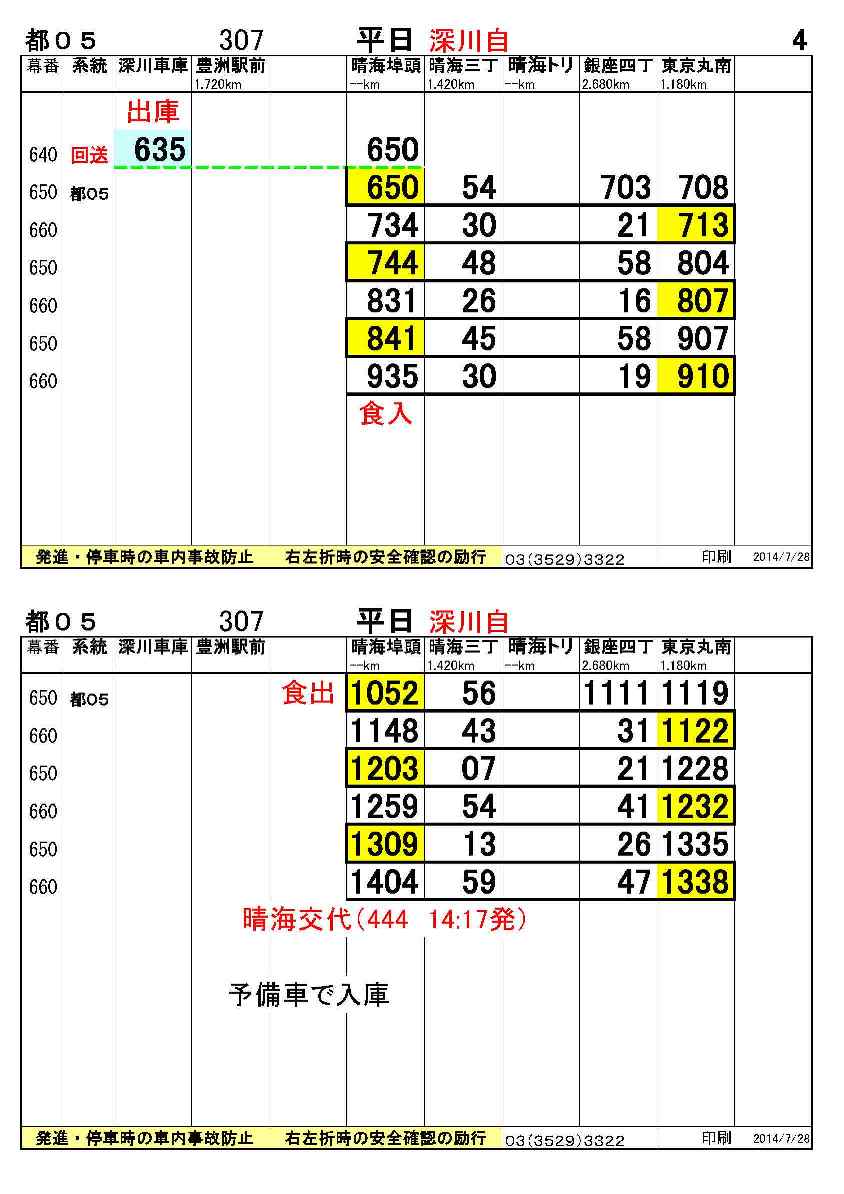 都05 307 平日 深川自 4
幕番 系統 深川車庫 豊洲駅前 晴海埠頭 晴海三丁 晴海トリ 銀座四丁 東京丸南
1.720km --km 1.420km --km 2.680km 1.180km
出庫
640 回送 635 650
650 都05 650 54 703 708
660 734 30 21 713
650 744 48 58 804
660 831 26 16 807
650 841 45 58 907
660 935 30 19 910
食入
発進・停車時の車内事故防止 右左折時の安全確認の励行 03(3529)3322 印刷 2014/7/28
都05 307 平日 深川自
幕番 系統 深川車庫 豊洲駅前 晴海埠頭 晴海三丁 晴海トリ 銀座四丁 東京丸南
--km 1.420km --km 2.680km 1.180km
650 都05 食出 1052 56 1111 1119
660 1148 43 31 1122
650 1203 07 21 1228
660 1259 54 41 1232
650 1309 13 26 1335
660 1404 59 47 1338
晴海交代(444 14:17発)
予備車で入庫
発進・停車時の車内事故防止 右左折時の安全確認の励行 03(3529)3322 印刷 2014/7/28